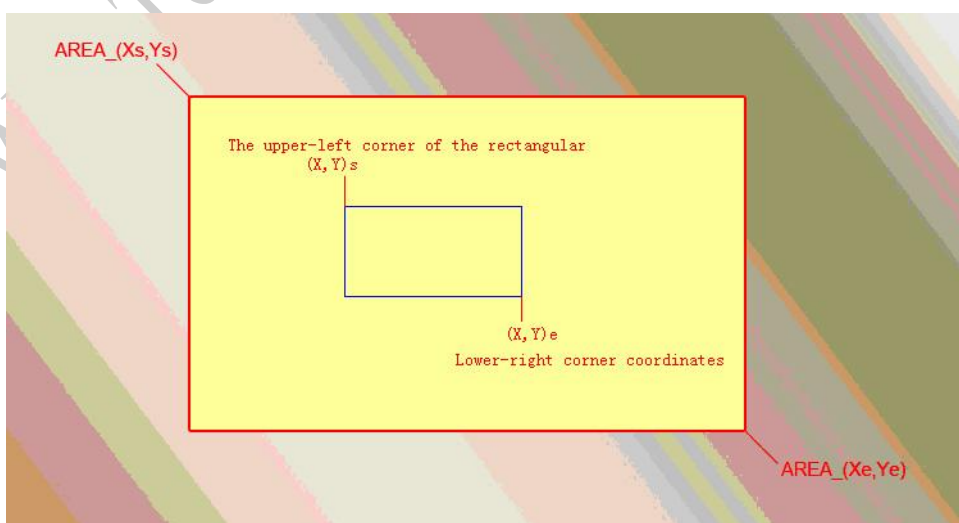 AREA_(Xs,Ys)
The upper-left corner of the rectangular
(X,Y)s
(X,Y)e
Lower-right corner coordinates
AREA_(Xe,Ye)